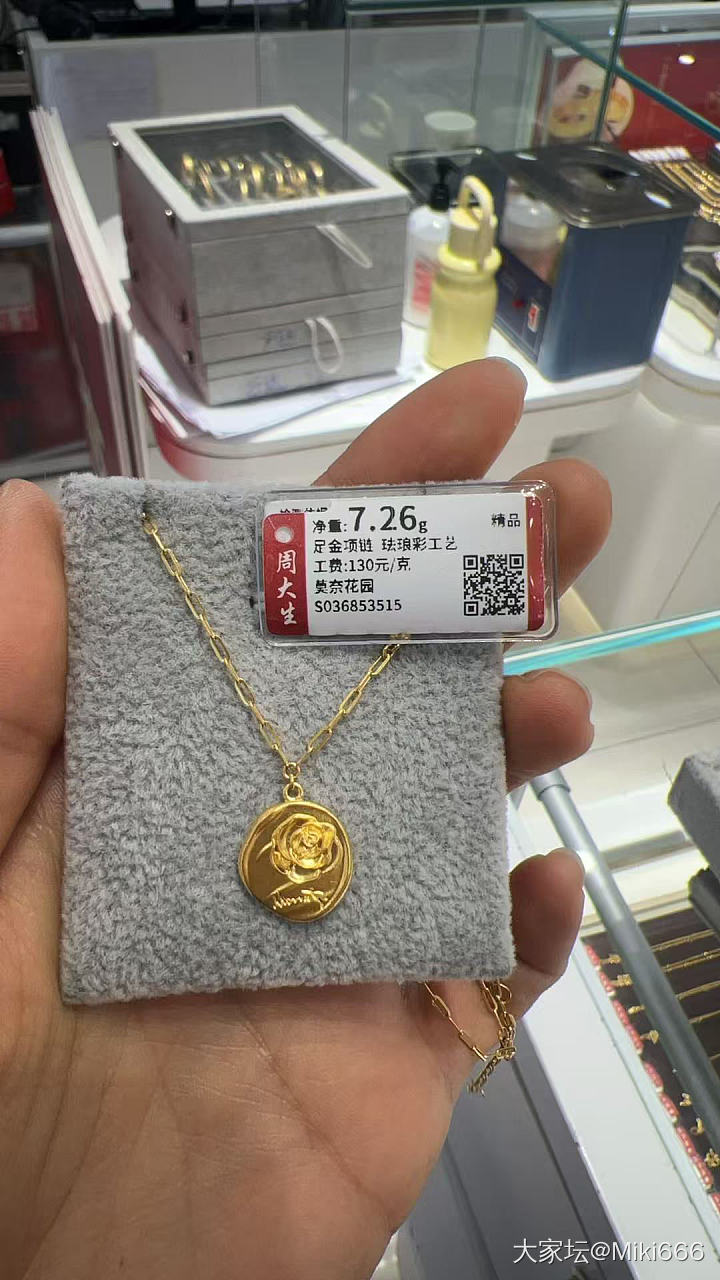 净量:7.26g
精品
足金项链 珐琅彩工艺
工费:130元/克
莫奈花园
S036853515
周大生
大家坛@Miki666